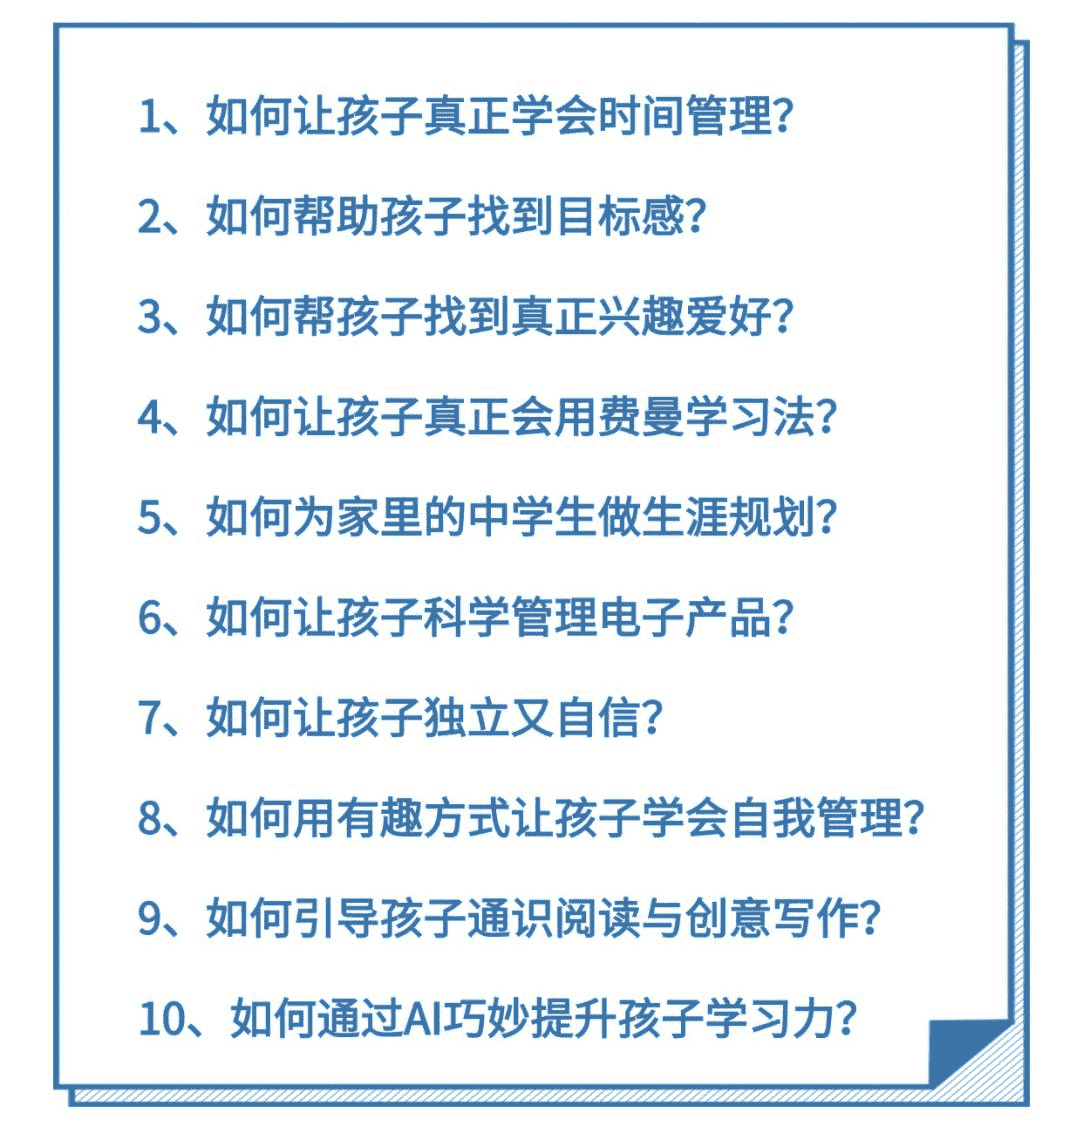 1、如何让孩子真正学会时间管理？
2、如何帮助孩子找到目标感？
3、如何帮孩子找到真正兴趣爱好？
4、如何让孩子真正会用费曼学习法？
5、如何为家里的中学生做生涯规划？
6、如何让孩子科学管理电子产品？
7、如何让孩子独立又自信？
8、如何用有趣方式让孩子学会自我管理？
9、如何引导孩子通识阅读与创意写作？
10、如何通过AI巧妙提升孩子学习力？